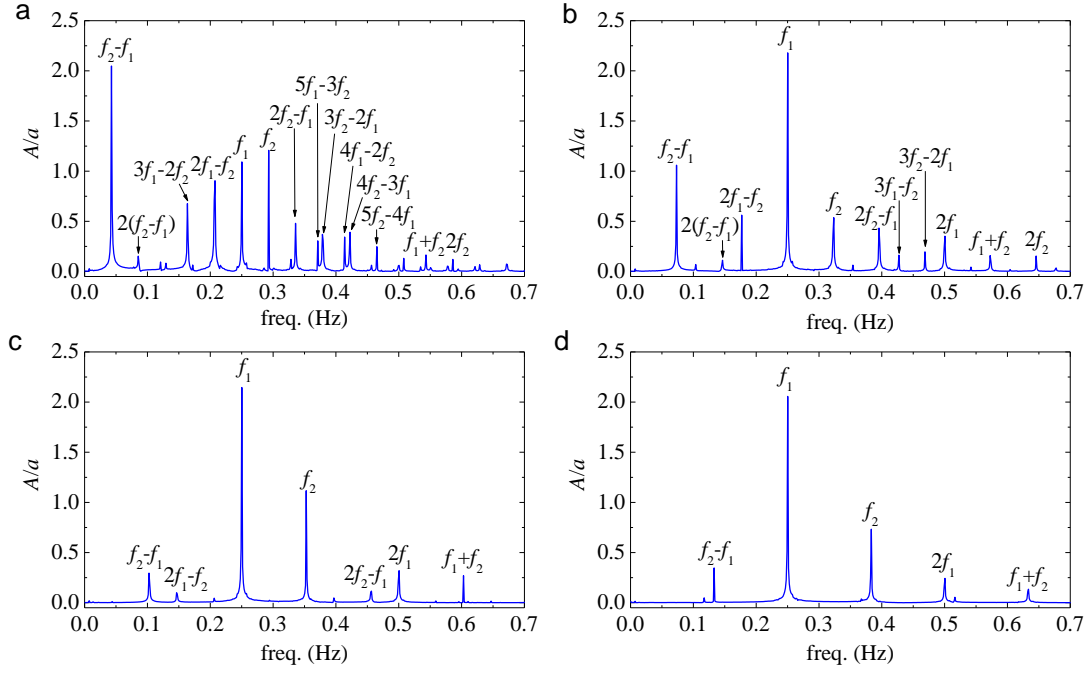 a
2.5
2.0
1.5
1.0
0.5
0.0
A/a
f₂-f₁
2(f₂-f₁)
3f₁-2f₂
2f₁-f₂
f₁
f₂
2f₂-f₁
5f₁-3f₂
3f₂-2f₁
4f₁-2f₂
4f₂-3f₁
5f₂-4f₁
f₁+f₂
2f₂
0.0 0.1 0.2 0.3 0.4 0.5 0.6 0.7
freq. (Hz)
b
2.5
2.0
1.5
1.0
0.5
0.0
A/a
f₂-f₁
2(f₂-f₁)
2f₁-f₂
f₁
f₂
2f₂-f₁
3f₁-f₂
3f₂-2f₁
2f₁
f₁+f₂
2f₂
0.0 0.1 0.2 0.3 0.4 0.5 0.6 0.7
freq. (Hz)
c
2.5
2.0
1.5
1.0
0.5
0.0
A/a
f₂-f₁
2f₁-f₂
f₁
f₂
2f₂-f₁
2f₁
f₁+f₂
0.0 0.1 0.2 0.3 0.4 0.5 0.6 0.7
freq. (Hz)
d
2.5
2.0
1.5
1.0
0.5
0.0
A/a
f₂-f₁
f₁
f₂
2f₁
f₁+f₂
0.0 0.1 0.2 0.3 0.4 0.5 0.6 0.7
freq. (Hz)